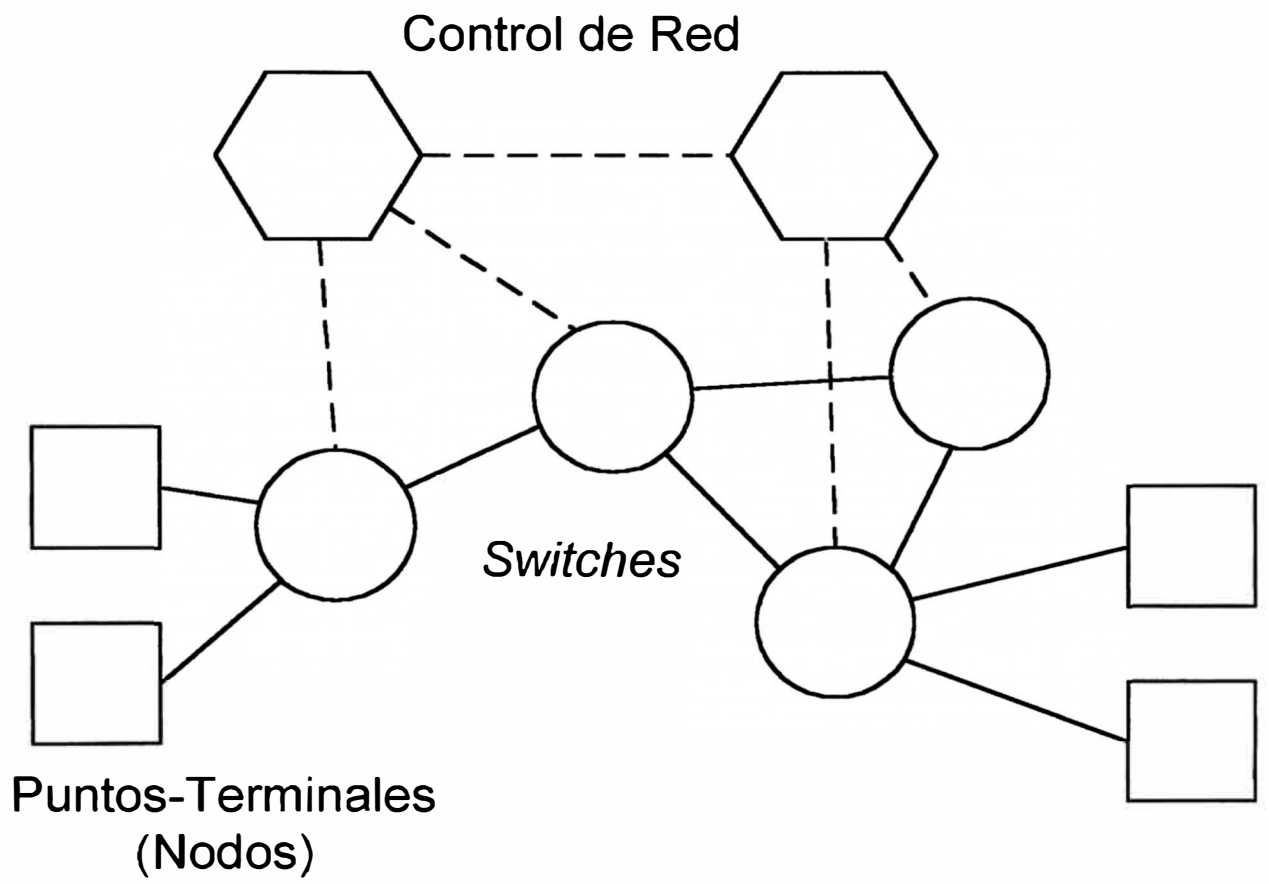 Control de Red
Switches
Puntos-Terminales
(Nodos)